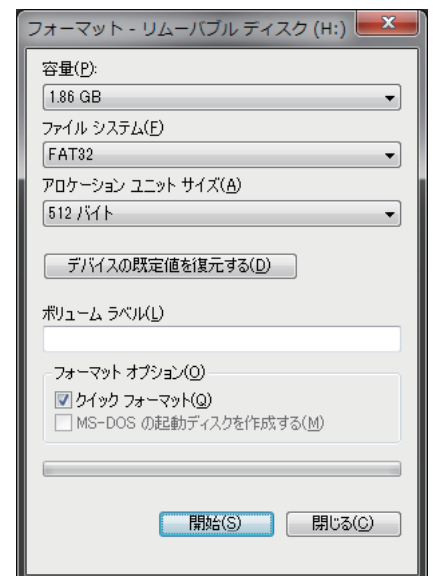 フォーマット - リムーバブル ディスク (H:)
容量(P):
1.86 GB
ファイル システム(F)
FAT32
アロケーション ユニット サイズ(A)
512 バイト
デバイスの既定値を復元する(D)
ボリューム ラベル(L)
フォーマット オプション(O)
クイック フォーマット(Q)
MS-DOS の起動ディスクを作成する(M)
開始(S)
閉じる(C)